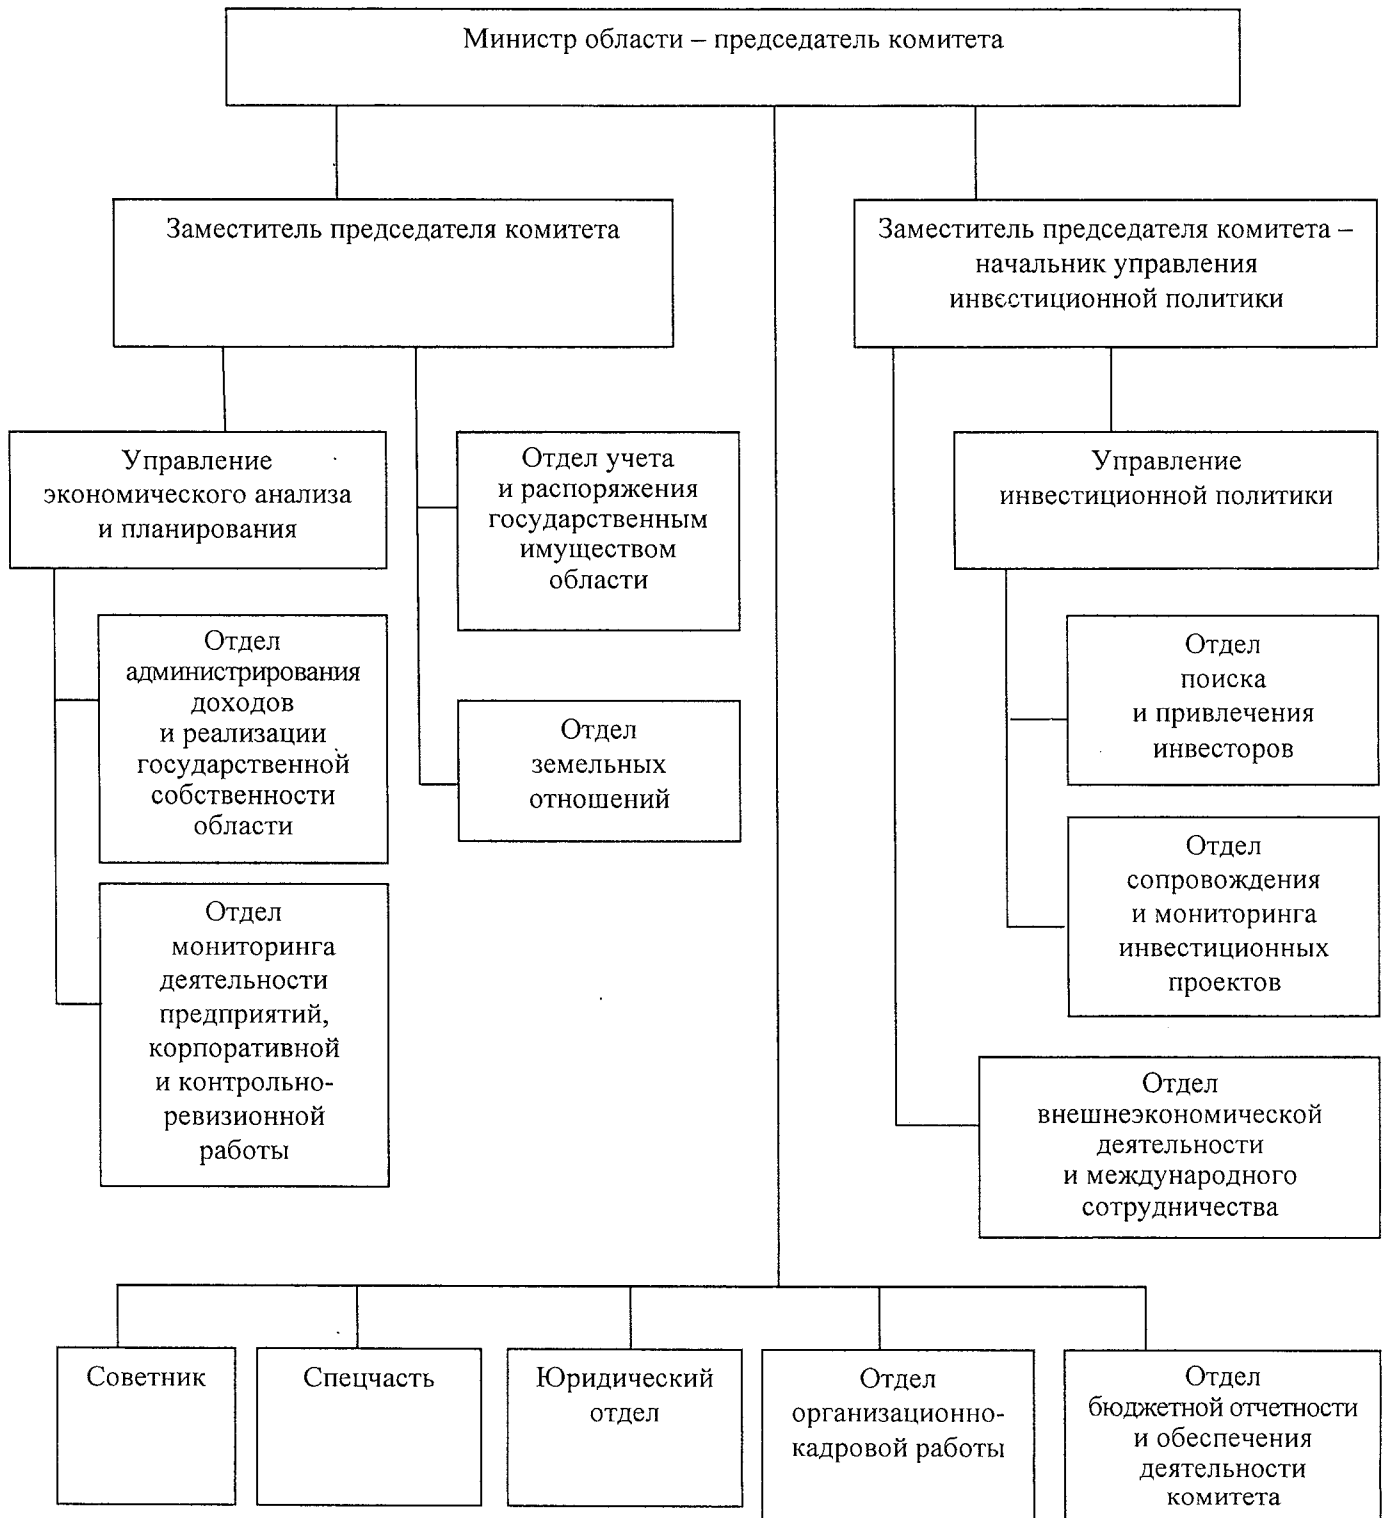 Министр области – председатель комитета
Заместитель председателя комитета
Заместитель председателя комитета –
начальник управления
инвестиционной политики
Управление
экономического анализа
и планирования
Отдел учета
и распоряжения
государственным
имуществом
области
Управление
инвестиционной политики
Отдел
администрирования
доходов
и реализации
государственной
собственности
области
Отдел
земельных
отношений
Отдел
поиска
и привлечения
инвесторов
Отдел
сопровождения
и мониторинга
инвестиционных
проектов
Отдел
мониторинга
деятельности
предприятий,
корпоративной
и контрольно-
ревизионной
работы
Отдел
внешнеэкономической
деятельности
и международного
сотрудничества
Советник
Спецчасть
Юридический
отдел
Отдел
организационно-
кадровой работы
Отдел
бюджетной отчетности
и обеспечения
деятельности
комитета